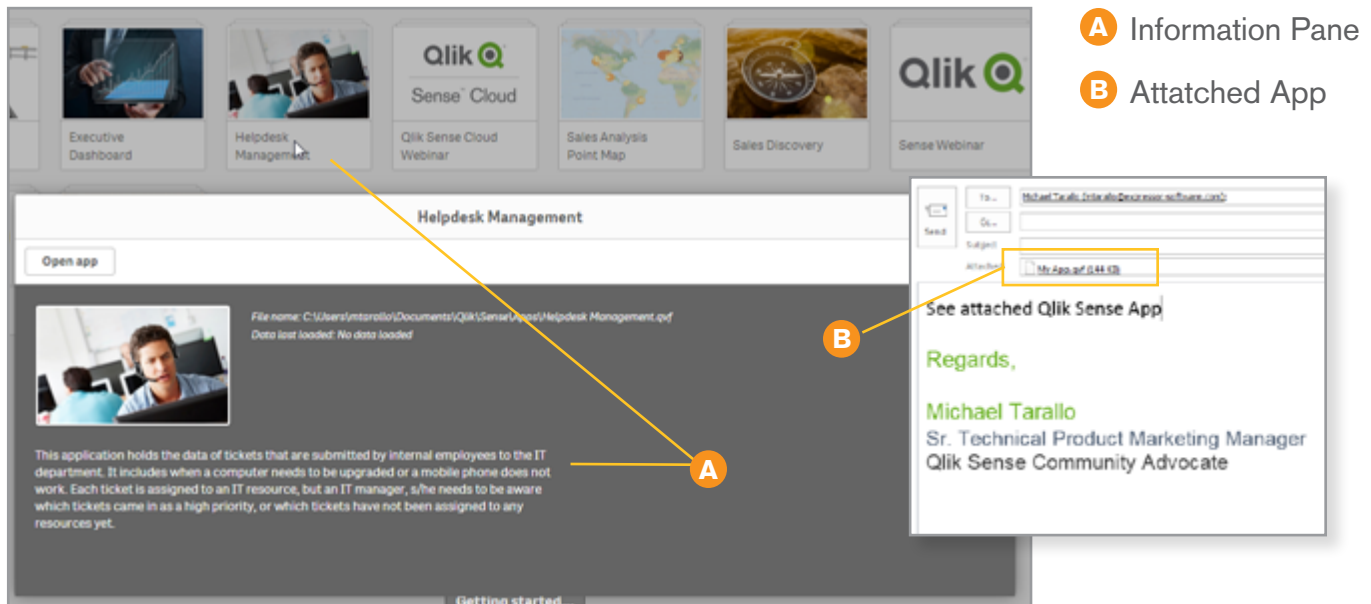 A Information Pane
B Attatched App
Qlik
Sense Cloud
Qlik
Executive
Dashboard
Helpdesk
Management
Qlik Sense Cloud
Webinar
Sales Analysis
Point Map
Sales Discovery
Sense Webinar
Helpdesk Management
Open app
File name: C:\Users\mtarallo\Documents\Qlik\Sense\Apps\Helpdesk Management.qvf
Data last loaded: No data loaded
This application holds the data of tickets that are submitted by internal employees to the IT
department. It includes when a computer needs to be upgraded or a mobile phone does not
work. Each ticket is assigned to an IT resource, but an IT manager, s/he needs to be aware
which tickets came in as a high priority, or which tickets have not been assigned to any
resources yet.
A
Getting started
Send
To...
Michael Tarallo
Cc...
Subject
Attached
My App.qvf (144 KB)
B
See attached Qlik Sense App
Regards,
Michael Tarallo
Sr. Technical Product Marketing Manager
Qlik Sense Community Advocate